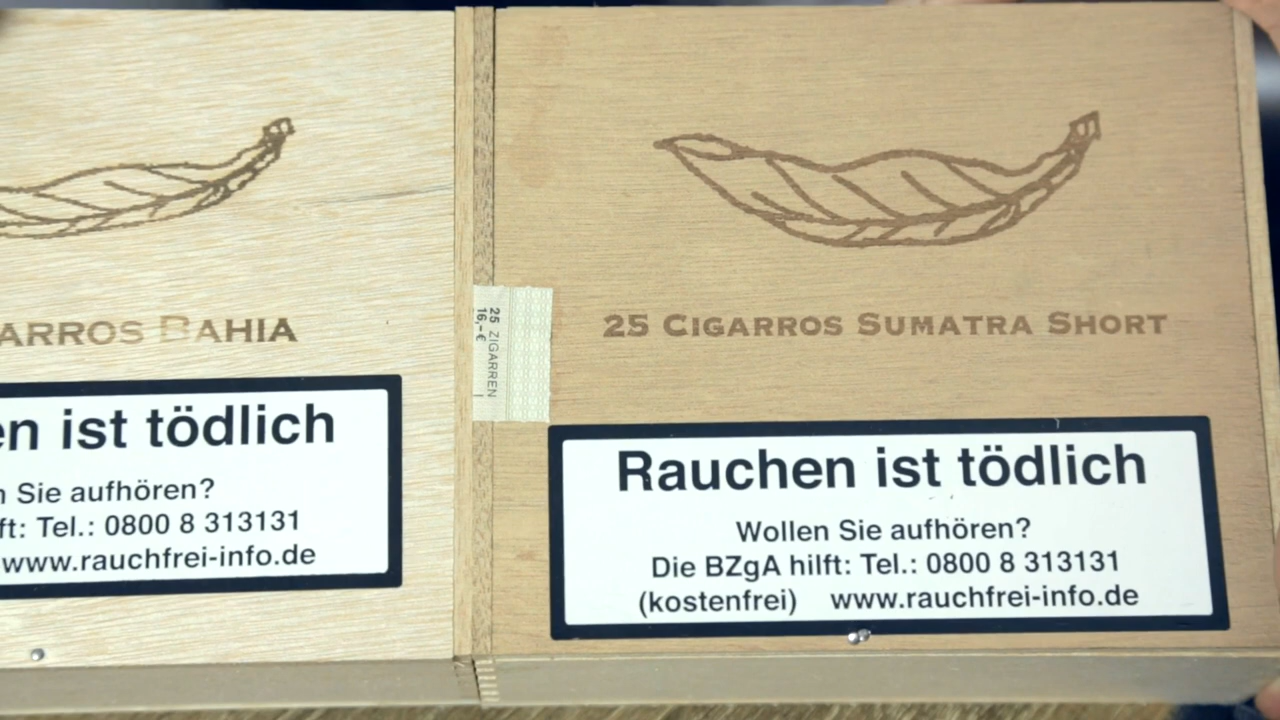 ARROS BAHIA
en ist tödlich
n Sie aufhören?
ft: Tel.: 0800 8 313131
www.rauchfrei-info.de
25 ZIGARREN
16,-€
25 CIGARROS SUMATRA SHORT
Rauchen ist tödlich
Wollen Sie aufhören?
Die BZgA hilft: Tel.: 0800 8 313131
(kostenfrei) www.rauchfrei-info.de